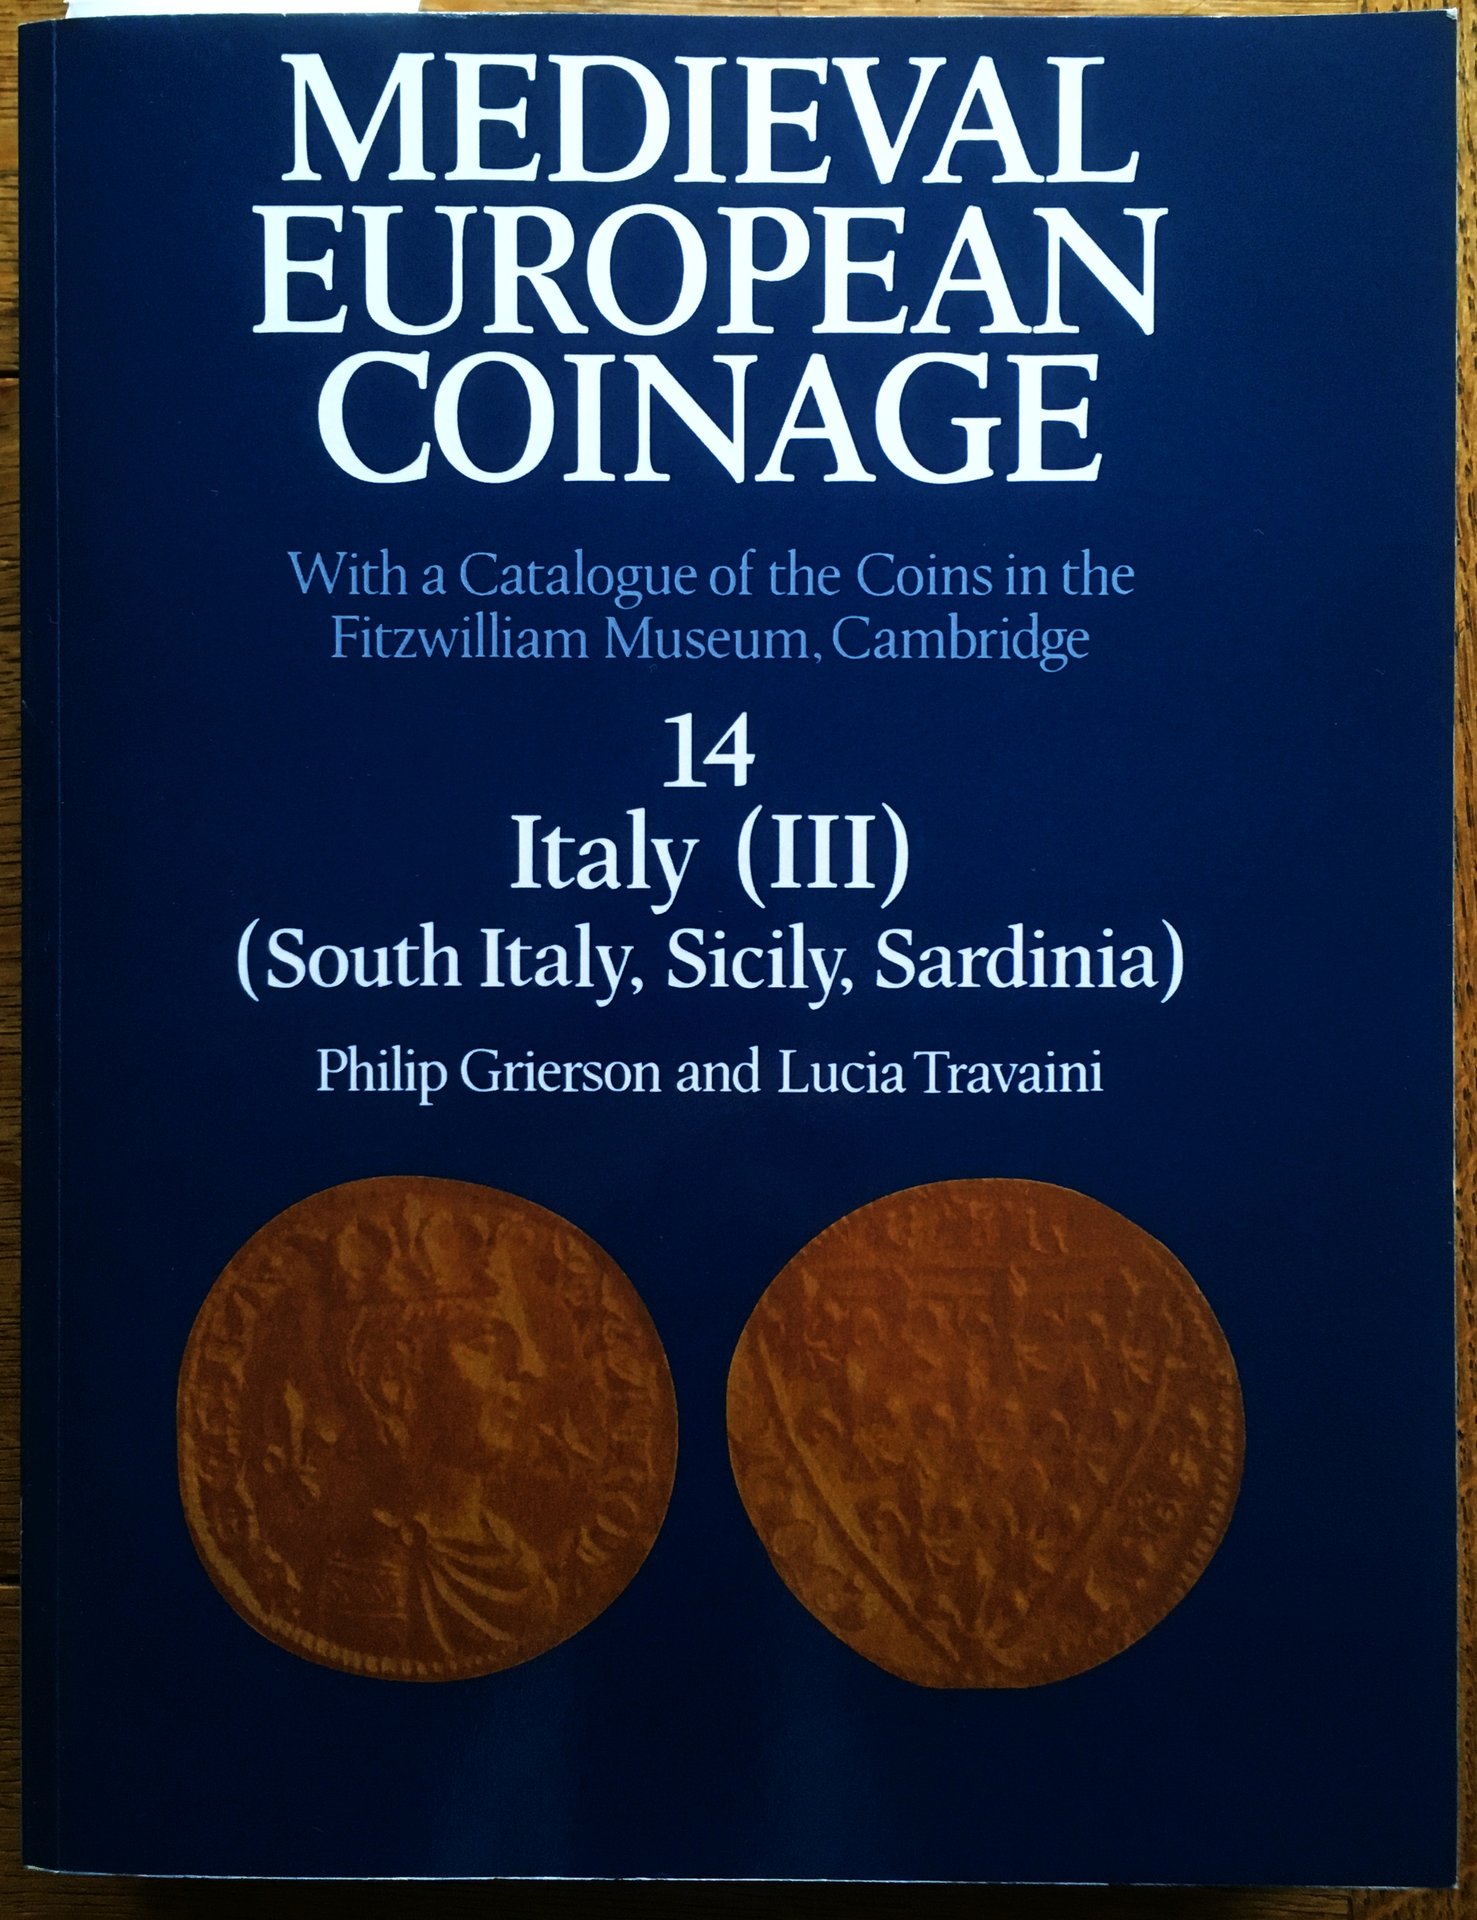 MEDIEVAL
EUROPEAN
COINAGE
With a Catalogue of the Coins in the
Fitzwilliam Museum, Cambridge
14
Italy (III)
(South Italy, Sicily, Sardinia)
Philip Grierson and Lucia Travaini